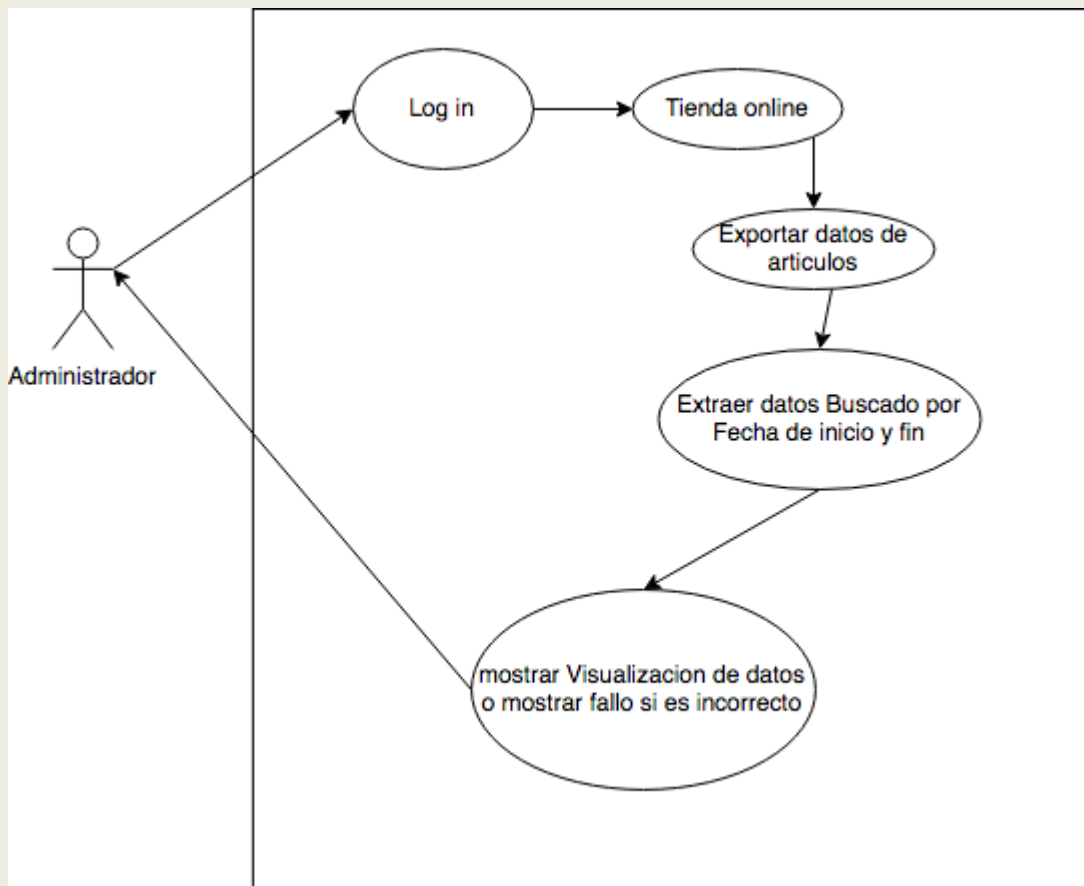 Log in
Tienda online
Exportar datos de
articulos
Administrador
Extraer datos Buscado por
Fecha de inicio y fin
mostrar Visualizacion de datos
o mostrar fallo si es incorrecto